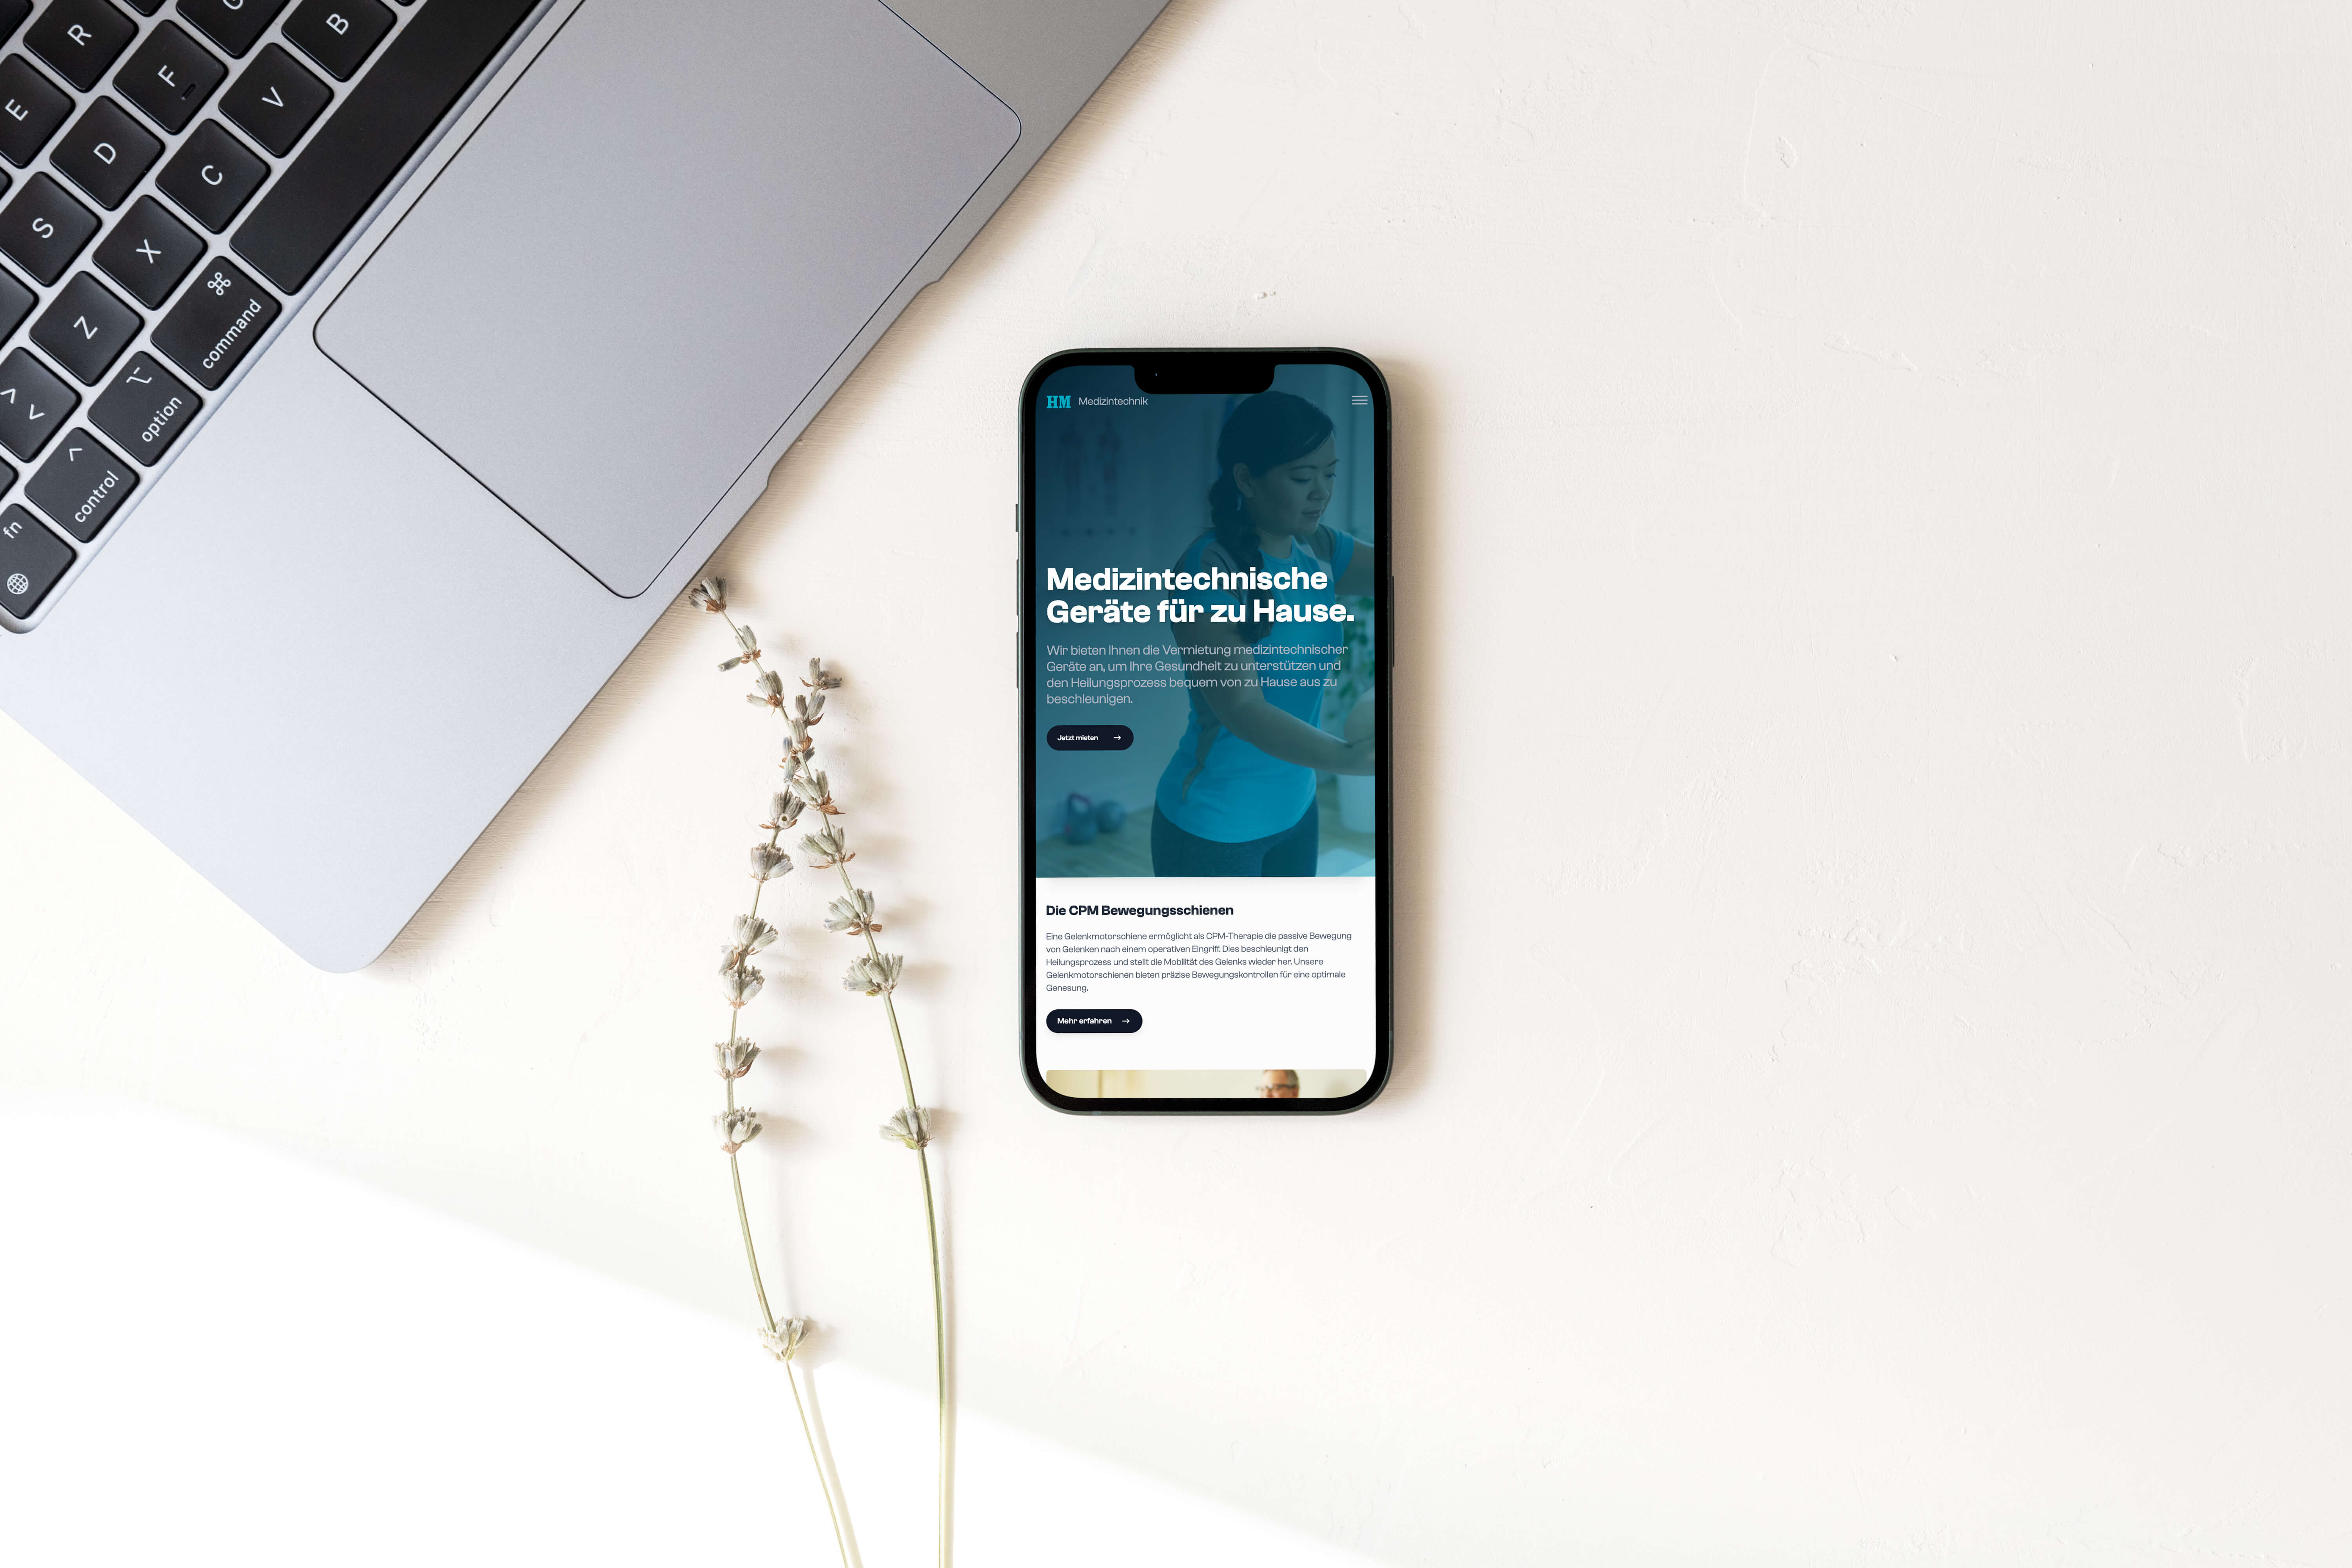 R
B
F
V
E
D
C
S
X
Z
command
option
control
fn
HM Medizintechnik
Medizintechnische
Geräte für zu Hause.
Wir bieten Ihnen die Vermietung medizintechnischer
Geräte an, um Ihre Gesundheit zu unterstützen und
den Heilungsprozess bequem von zu Hause aus zu
beschleunigen.
Jetzt mieten →
Die CPM Bewegungsschienen
Eine Gelenkmotorschiene ermöglicht als CPM-Therapie die passive Bewegung
von Gelenken nach einem operativen Eingriff. Dies beschleunigt den
Heilungsprozess und stellt die Mobilität des Gelenks wieder her. Unsere
Gelenkmotorschienen bieten präzise Bewegungskontrollen für eine optimale
Genesung.
Mehr erfahren →